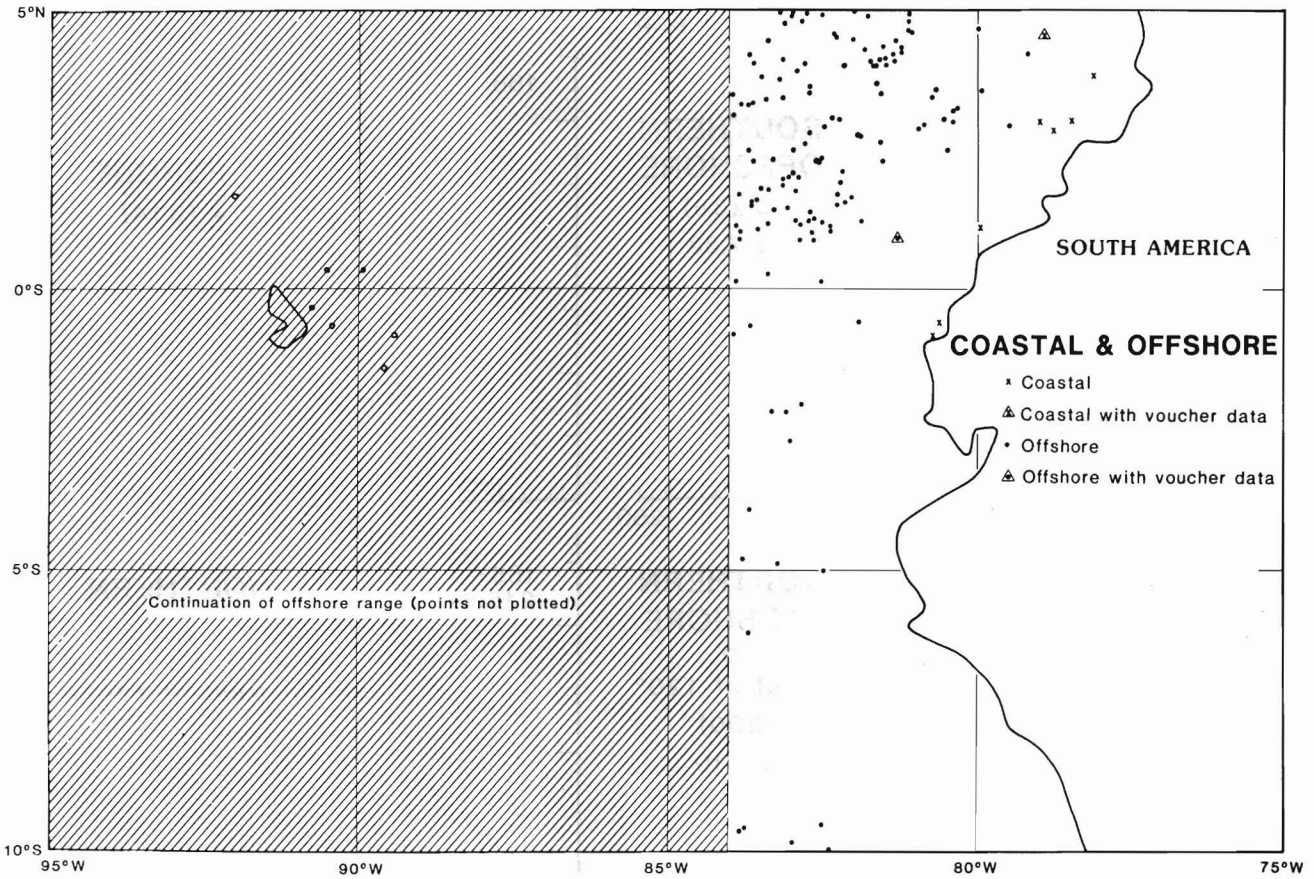 5°N
SOUTH AMERICA
0°S
COASTAL & OFFSHORE
x Coastal
Coastal with voucher data
• Offshore
Offshore with voucher data
5°S
Continuation of offshore range (points not plotted)
10°S
95°W
90°W
85°W
80°W
75°W